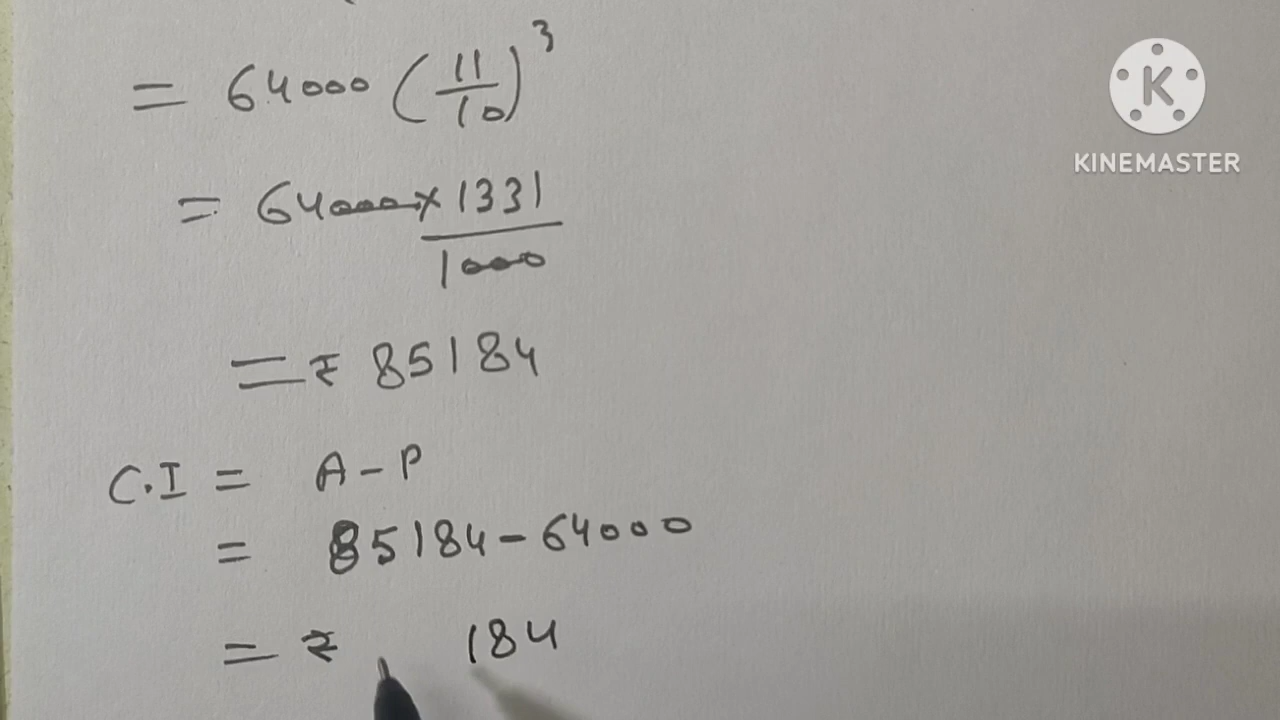 = 64000 (11/10)³
= 64000 × 1331/1000
= ₹ 85184
C.I = A - P
= 85184 - 64000
= ₹ 184
KINEMASTER